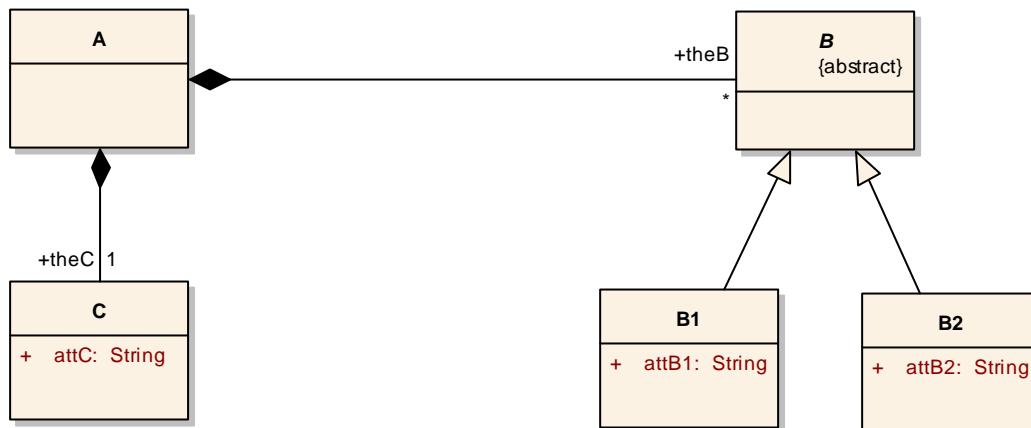 A
+theB
B
{abstract}
*
+theC 1
C
+ attC: String
B1
+ attB1: String
B2
+ attB2: String